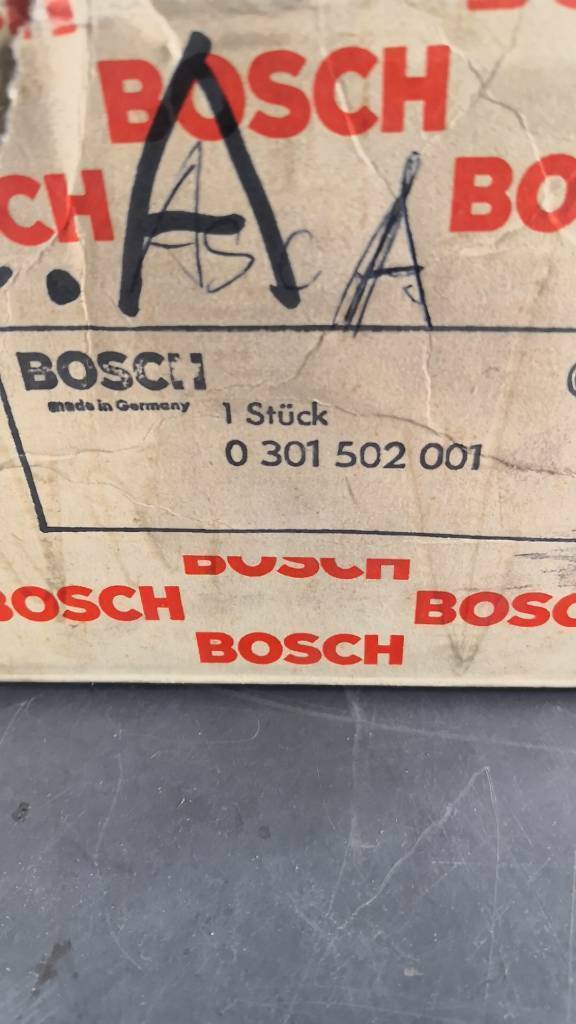 BOSCH
CH
BO
A
Asc A
BOSCH
made in Germany
1 Stück
0 301 502 001
BOSCH
BOSCH
BOSC
BOSCH